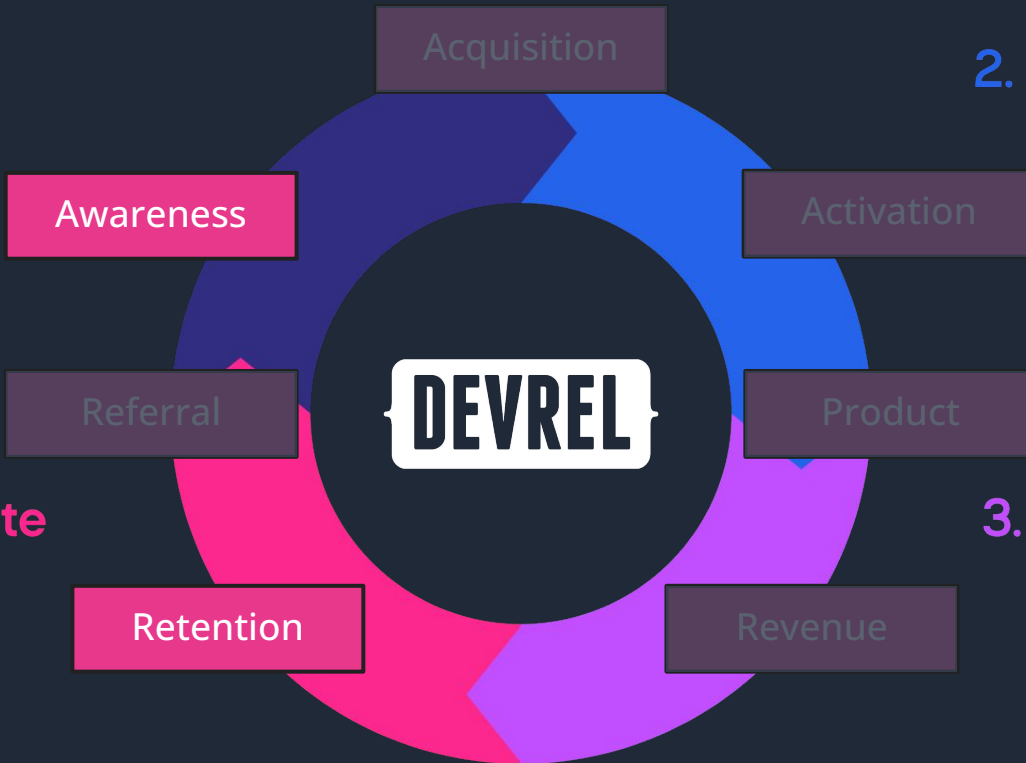 Acquisition
2.
Awareness
Activation
DEVREL
Referral
Product
te
3.
Retention
Revenue